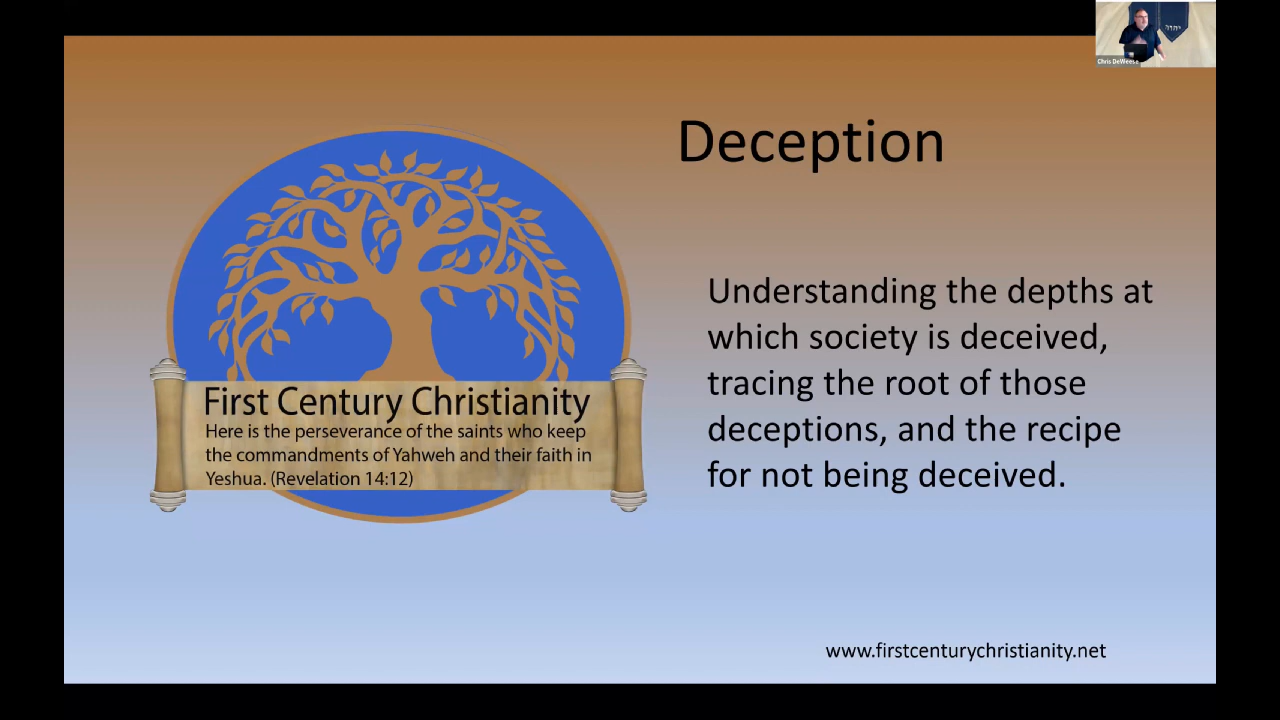 Chris DeWeese
Deception
Understanding the depths at
which society is deceived,
tracing the root of those
deceptions, and the recipe
for not being deceived.
First Century Christianity
Here is the perseverance of the saints who keep
the commandments of Yahweh and their faith in
Yeshua. (Revelation 14:12)
www.firstcenturychristianity.net